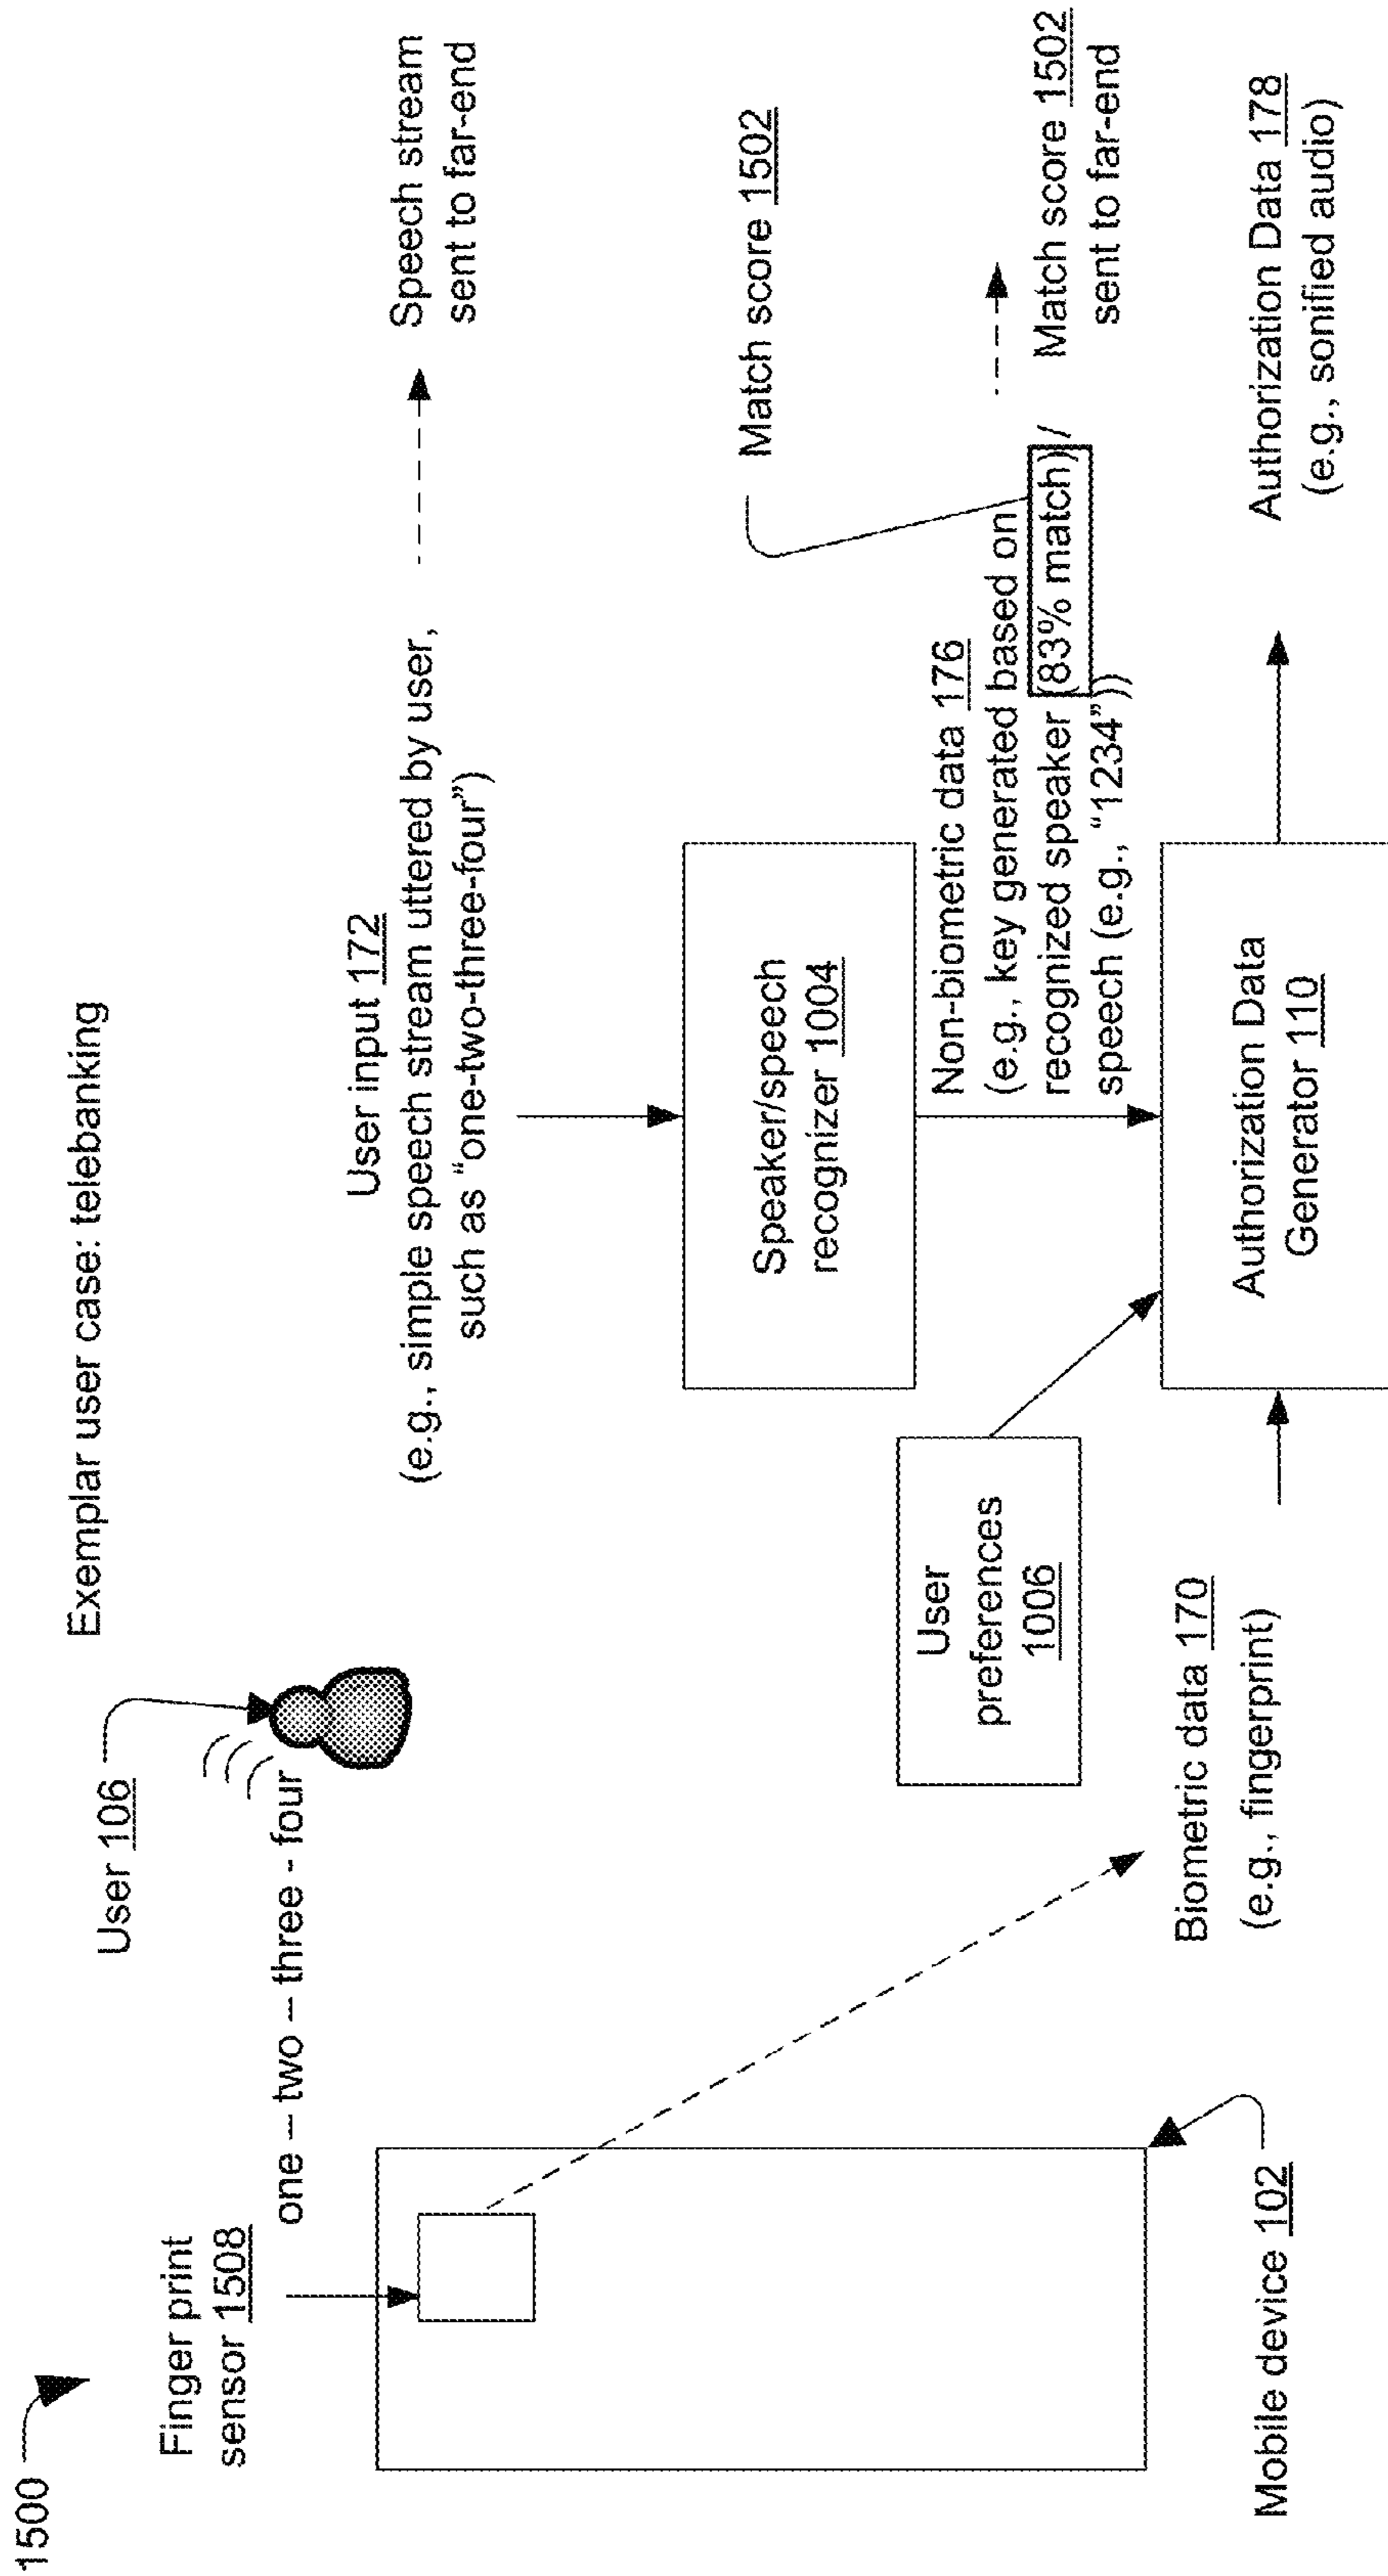 1500
Exemplar user case: telebanking
User 106
Finger print
sensor 1508
one – two – three - four
User input 172
(e.g., simple speech stream uttered by user,
such as “one-two-three-four”)
Speech stream
sent to far-end
Speaker/speech
recognizer 1004
Match score 1502
Non-biometric data 176
(e.g., key generated based on
recognized speaker (83% match) /
speech (e.g., “1234”))
Match score 1502
sent to far-end
User
preferences
1006
Biometric data 170
(e.g., fingerprint)
Authorization Data
Generator 110
Authorization Data 178
(e.g., sonified audio)
Mobile device 102